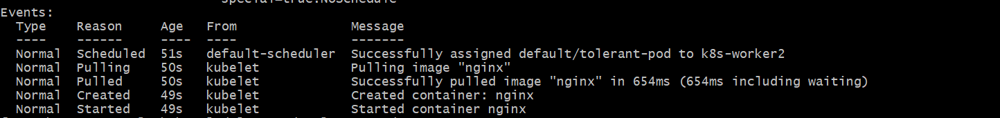 special=true:NoSchedule
Events:
  Type    Reason     Age   From               Message
  ----    ------     ----  ----               -------
  Normal  Scheduled  51s   default-scheduler  Successfully assigned default/tolerant-pod to k8s-worker2
  Normal  Pulling    50s   kubelet            Pulling image "nginx"
  Normal  Pulled     50s   kubelet            Successfully pulled image "nginx" in 654ms (654ms including waiting)
  Normal  Created    49s   kubelet            Created container: nginx
  Normal  Started    49s   kubelet            Started container nginx